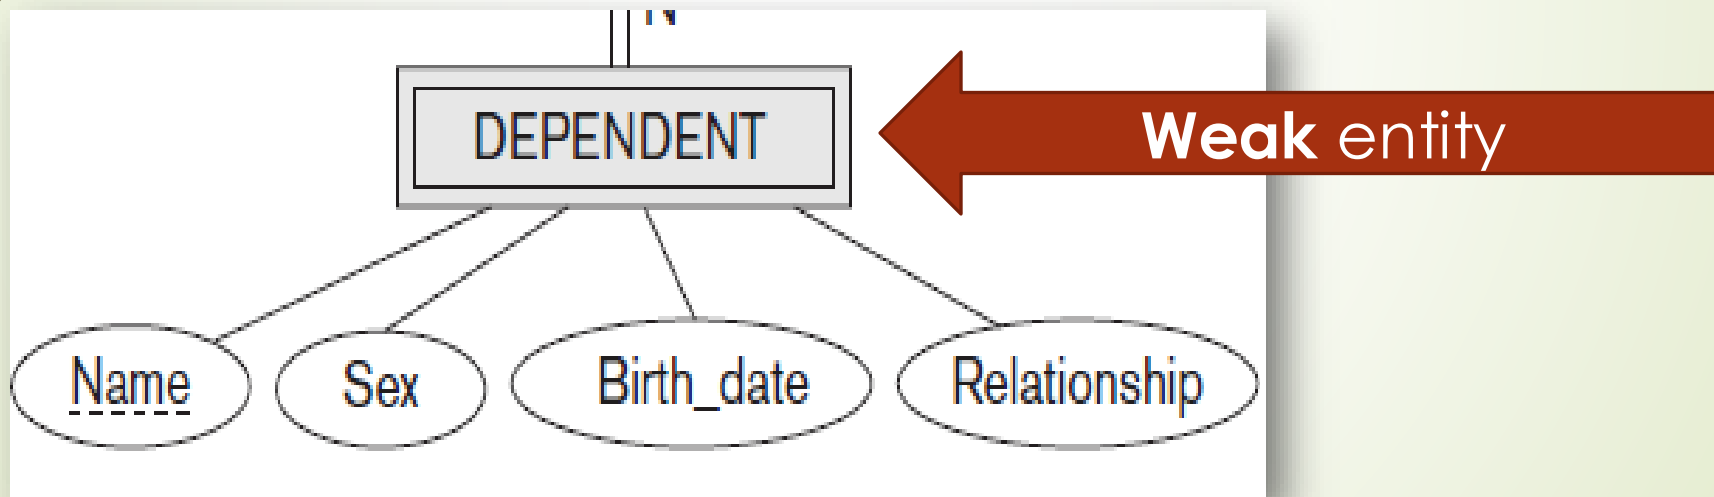 N
DEPENDENT
Weak entity
Name
Sex
Birth_date
Relationship